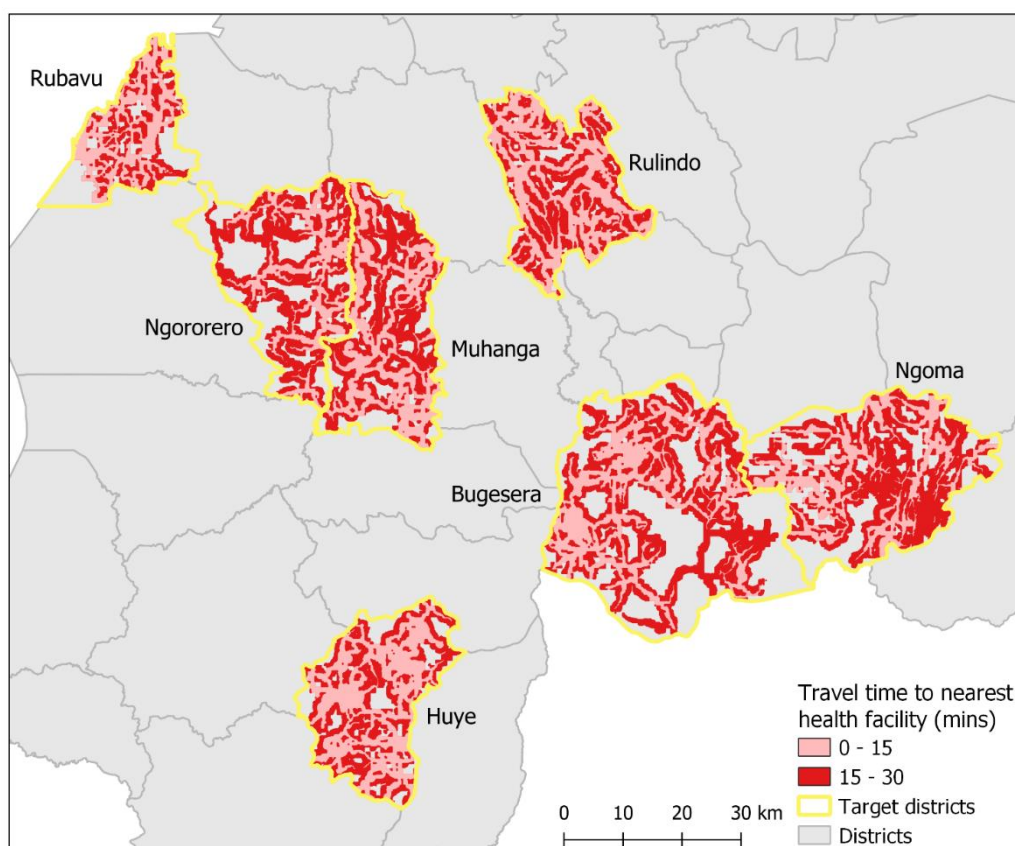 Rubavu
Rulindo
Ngororero
Muhanga
Ngoma
Bugesera
Huye
Travel time to nearest
health facility (mins)
0 - 15
15 - 30
Target districts
Districts
0 10 20 30 km